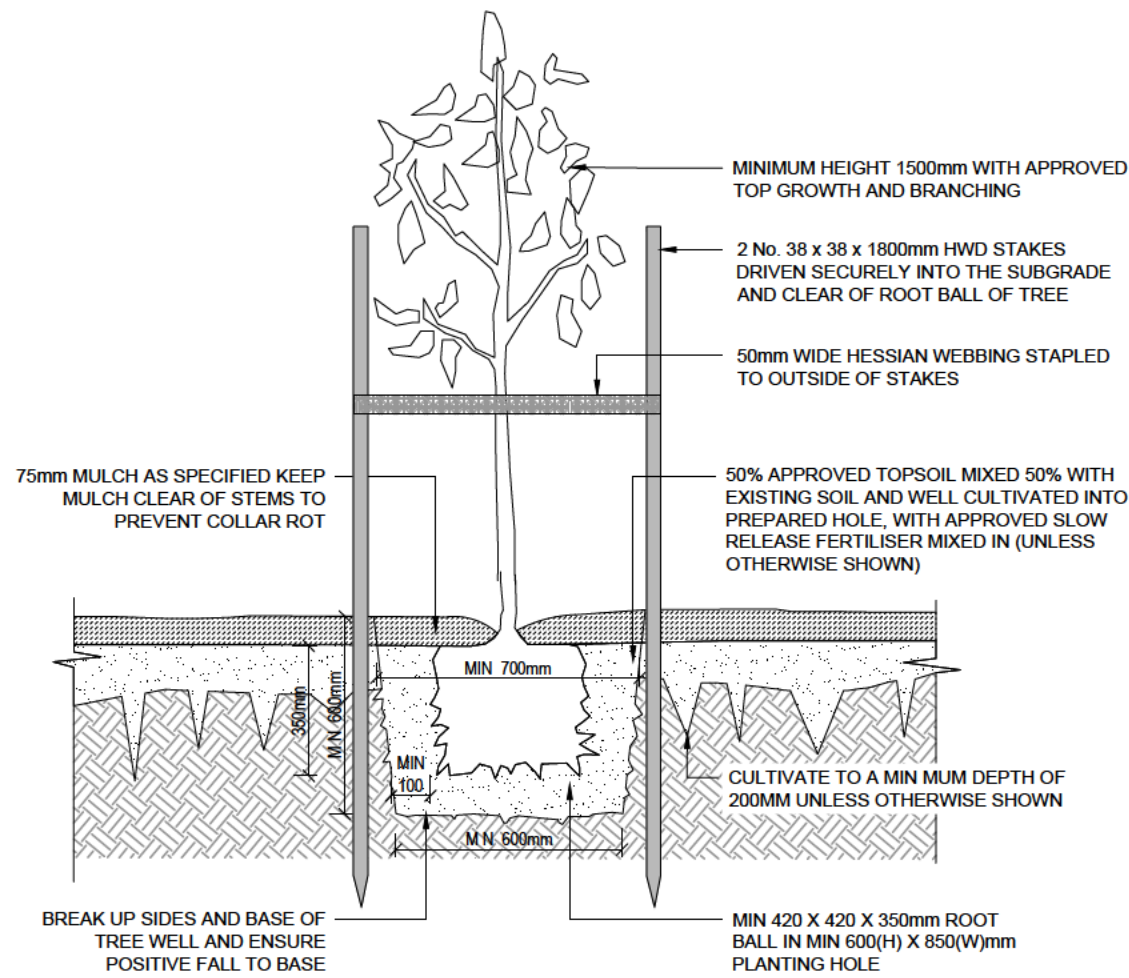 MINIMUM HEIGHT 1500mm WITH APPROVED
TOP GROWTH AND BRANCHING
2 No. 38 x 38 x 1800mm HWD STAKES
DRIVEN SECURELY INTO THE SUBGRADE
AND CLEAR OF ROOT BALL OF TREE
50mm WIDE HESSIAN WEBBING STAPLED
TO OUTSIDE OF STAKES
75mm MULCH AS SPECIFIED KEEP
MULCH CLEAR OF STEMS TO
PREVENT COLLAR ROT
50% APPROVED TOPSOIL MIXED 50% WITH
EXISTING SOIL AND WELL CULTIVATED INTO
PREPARED HOLE, WITH APPROVED SLOW
RELEASE FERTILISER MIXED IN (UNLESS
OTHERWISE SHOWN)
MIN 700mm
350mm
M N 600mm
MIN
100
M N 600mm
CULTIVATE TO A MIN MUM DEPTH OF
200MM UNLESS OTHERWISE SHOWN
BREAK UP SIDES AND BASE OF
TREE WELL AND ENSURE
POSITIVE FALL TO BASE
MIN 420 X 420 X 350mm ROOT
BALL IN MIN 600(H) X 850(W)mm
PLANTING HOLE